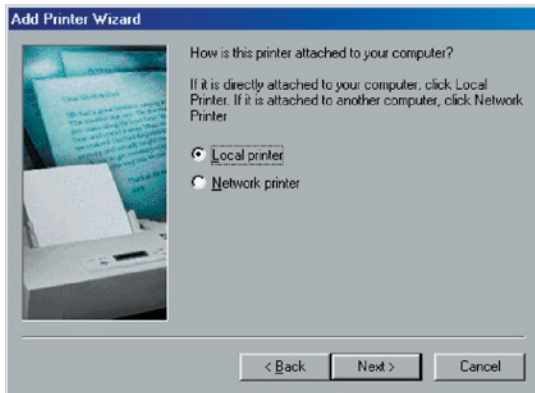 Add Printer Wizard
How is this printer attached to your computer?
If it is directly attached to your computer, click Local
Printer. If it is attached to another computer, click Network
Printer
Local printer
Network printer
< Back
Next >
Cancel